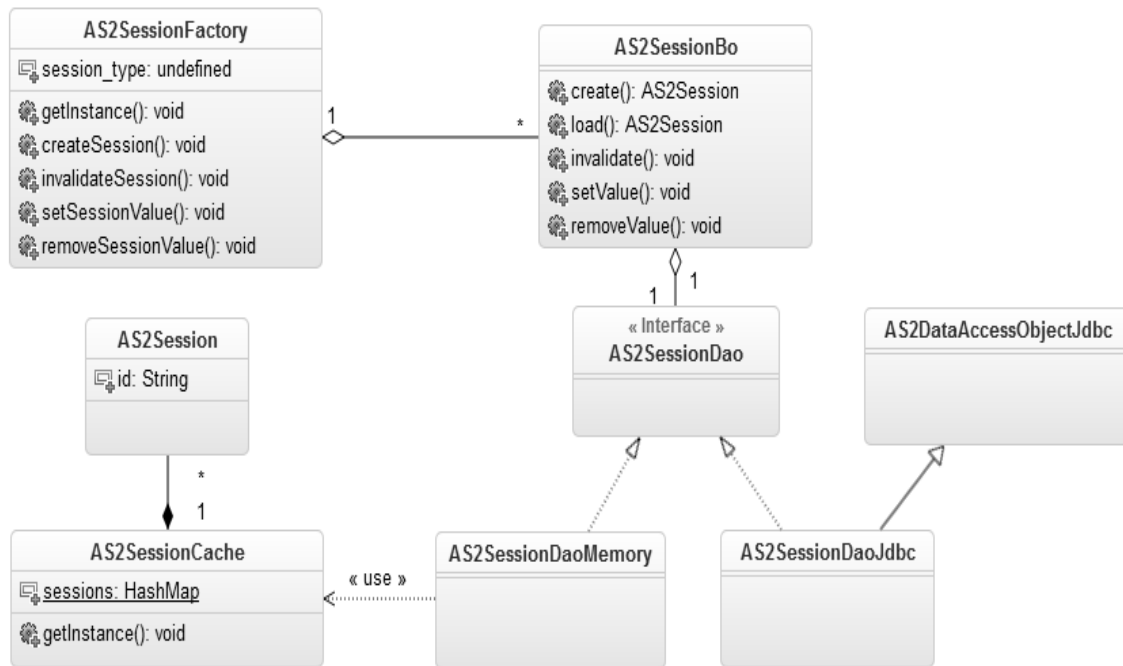 AS2SessionFactory
session_type: undefined
getInstance(): void
createSession(): void
invalidateSession(): void
setSessionValue(): void
removeSessionValue(): void
1
*
AS2SessionBo
create(): AS2Session
load(): AS2Session
invalidate(): void
setValue(): void
removeValue(): void
1
1
« Interface »
AS2SessionDao
AS2DataAccessObjectJdbc
AS2Session
id: String
*
1
AS2SessionCache
sessions: HashMap
getInstance(): void
« use »
AS2SessionDaoMemory
AS2SessionDaoJdbc